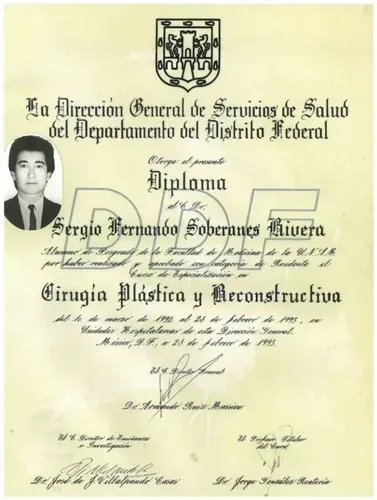 La Dirección General de Servicios de Salud
del Departamento del Distrito Federal
Otorga el presente
Diploma
al C. Dr.
Sergio Fernando Soberanes Rivera
Alumno de Posgrado de la Facultad de Medicina de la U.N.A.M.
por haber realizado y aprobado con categoría de Residente el
Curso de Especialización en
Cirugía Plástica y Reconstructiva
del 1o. de marzo de 1992 al 28 de febrero de 1995, en
Unidades Hospitalarias de esta Dirección General.
México, D.F., a 28 de febrero de 1995.
DDF
El C. Director General
Dr. Armando Ruiz Massieu
El C. Director de Enseñanza
e Investigación
El Profesor Titular
del Curso
Dr. José de J. Villalpando Casas
Dr. Jorge González Rentería